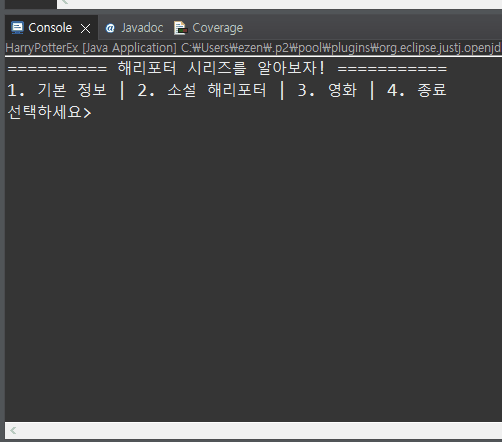 Console Javadoc Coverage
HarryPotterEx [Java Application] C:₩Users₩ezen₩.p2₩pool₩plugins₩org.eclipse.justj.openjd
========== 해리포터 시리즈를 알아보자! ===========
1. 기본 정보 | 2. 소설 해리포터 | 3. 영화 | 4. 종료
선택하세요>